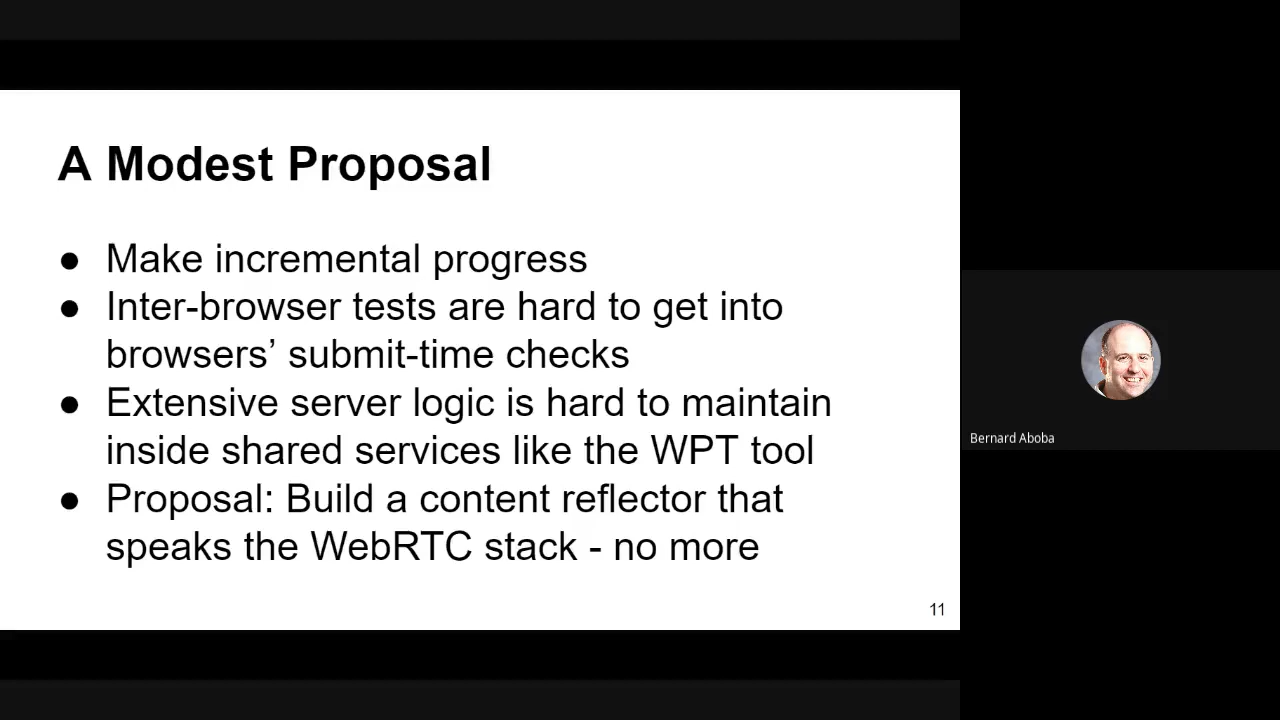 A Modest Proposal
● Make incremental progress
● Inter-browser tests are hard to get into
browsers’ submit-time checks
● Extensive server logic is hard to maintain
inside shared services like the WPT tool
● Proposal: Build a content reflector that
speaks the WebRTC stack - no more
11
Bernard Aboba